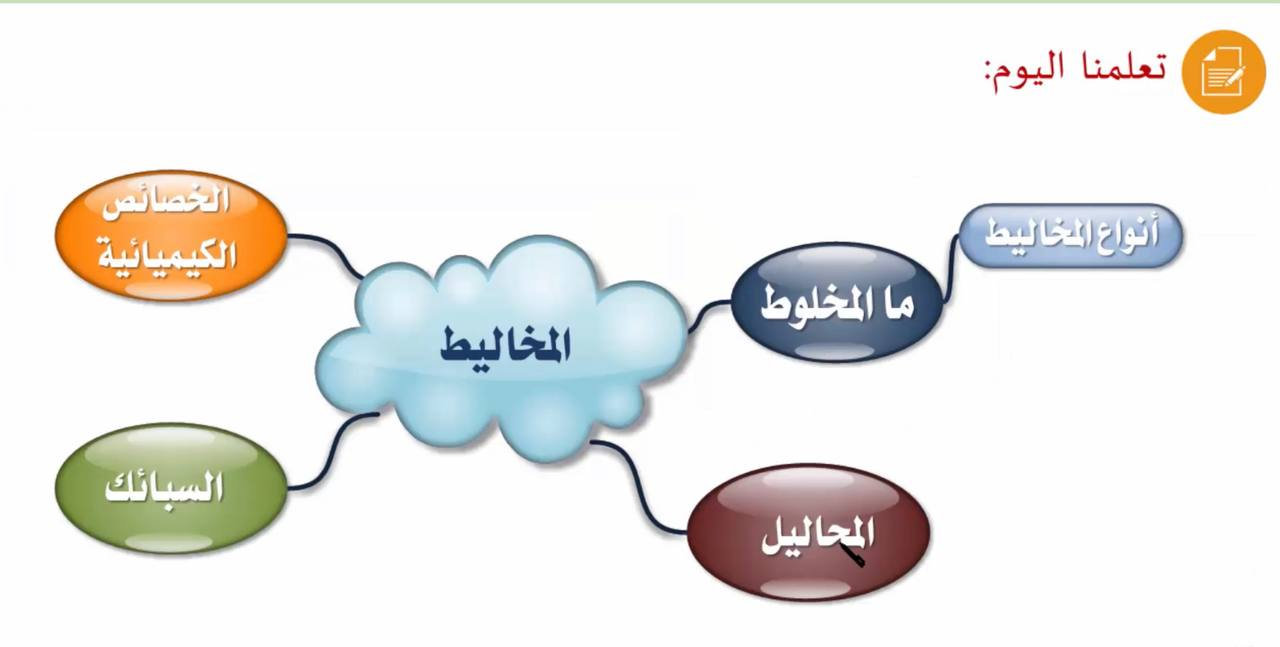 تعلمنا اليوم:
أنواع المخاليط
ما المخلوط
المخاليط
الخصائص
الكيميائية
المحاليل
السبائك